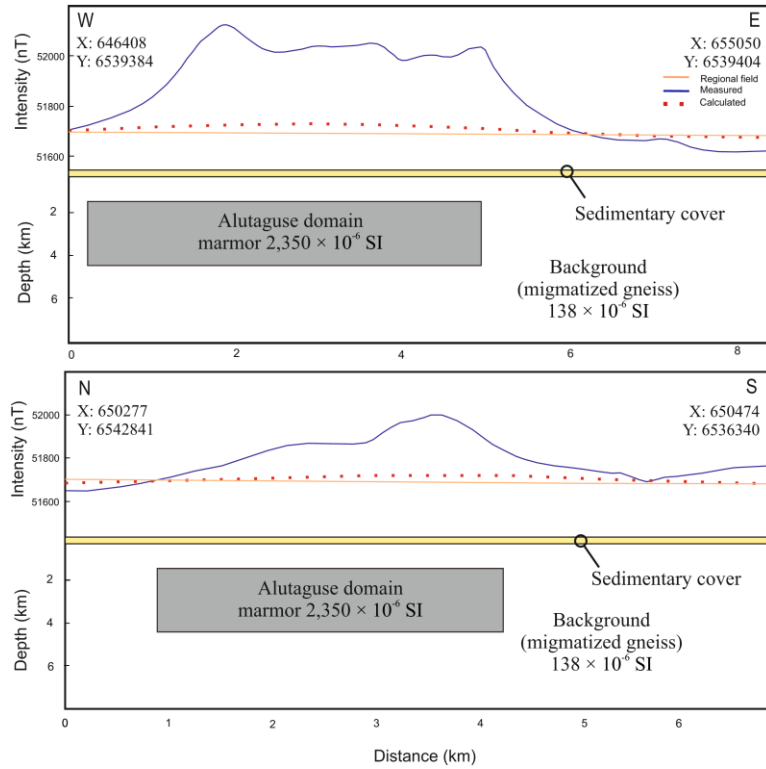 W
X: 646408
Y: 6539384
E
X: 655050
Y: 6539404
Regional field
Measured
Calculated
Intensity (nT)
52000
51800
51600
Sedimentary cover
Alutaguse domain
marmor 2,350 × 10⁻⁶ SI
Background
(migmatized gneiss)
138 × 10⁻⁶ SI
Depth (km)
2
4
6
0 2 4 6 8
N
X: 650277
Y: 6542841
S
X: 650474
Y: 6536340
Intensity (nT)
52000
51800
51600
Sedimentary cover
Alutaguse domain
marmor 2,350 × 10⁻⁶ SI
Background
(migmatized gneiss)
138 × 10⁻⁶ SI
Depth (km)
2
4
6
0 1 2 3 4 5 6
Distance (km)